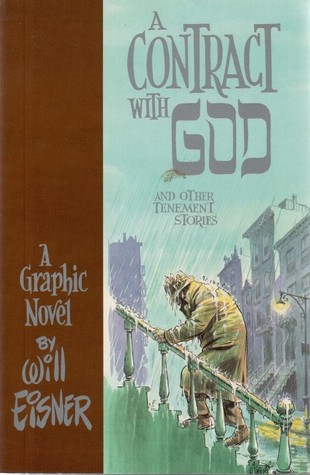 A
CONTRACT
WITH
GOD
AND OTHER
TENEMENT
STORIES
A
Graphic
Novel
BY
Will
EISNER